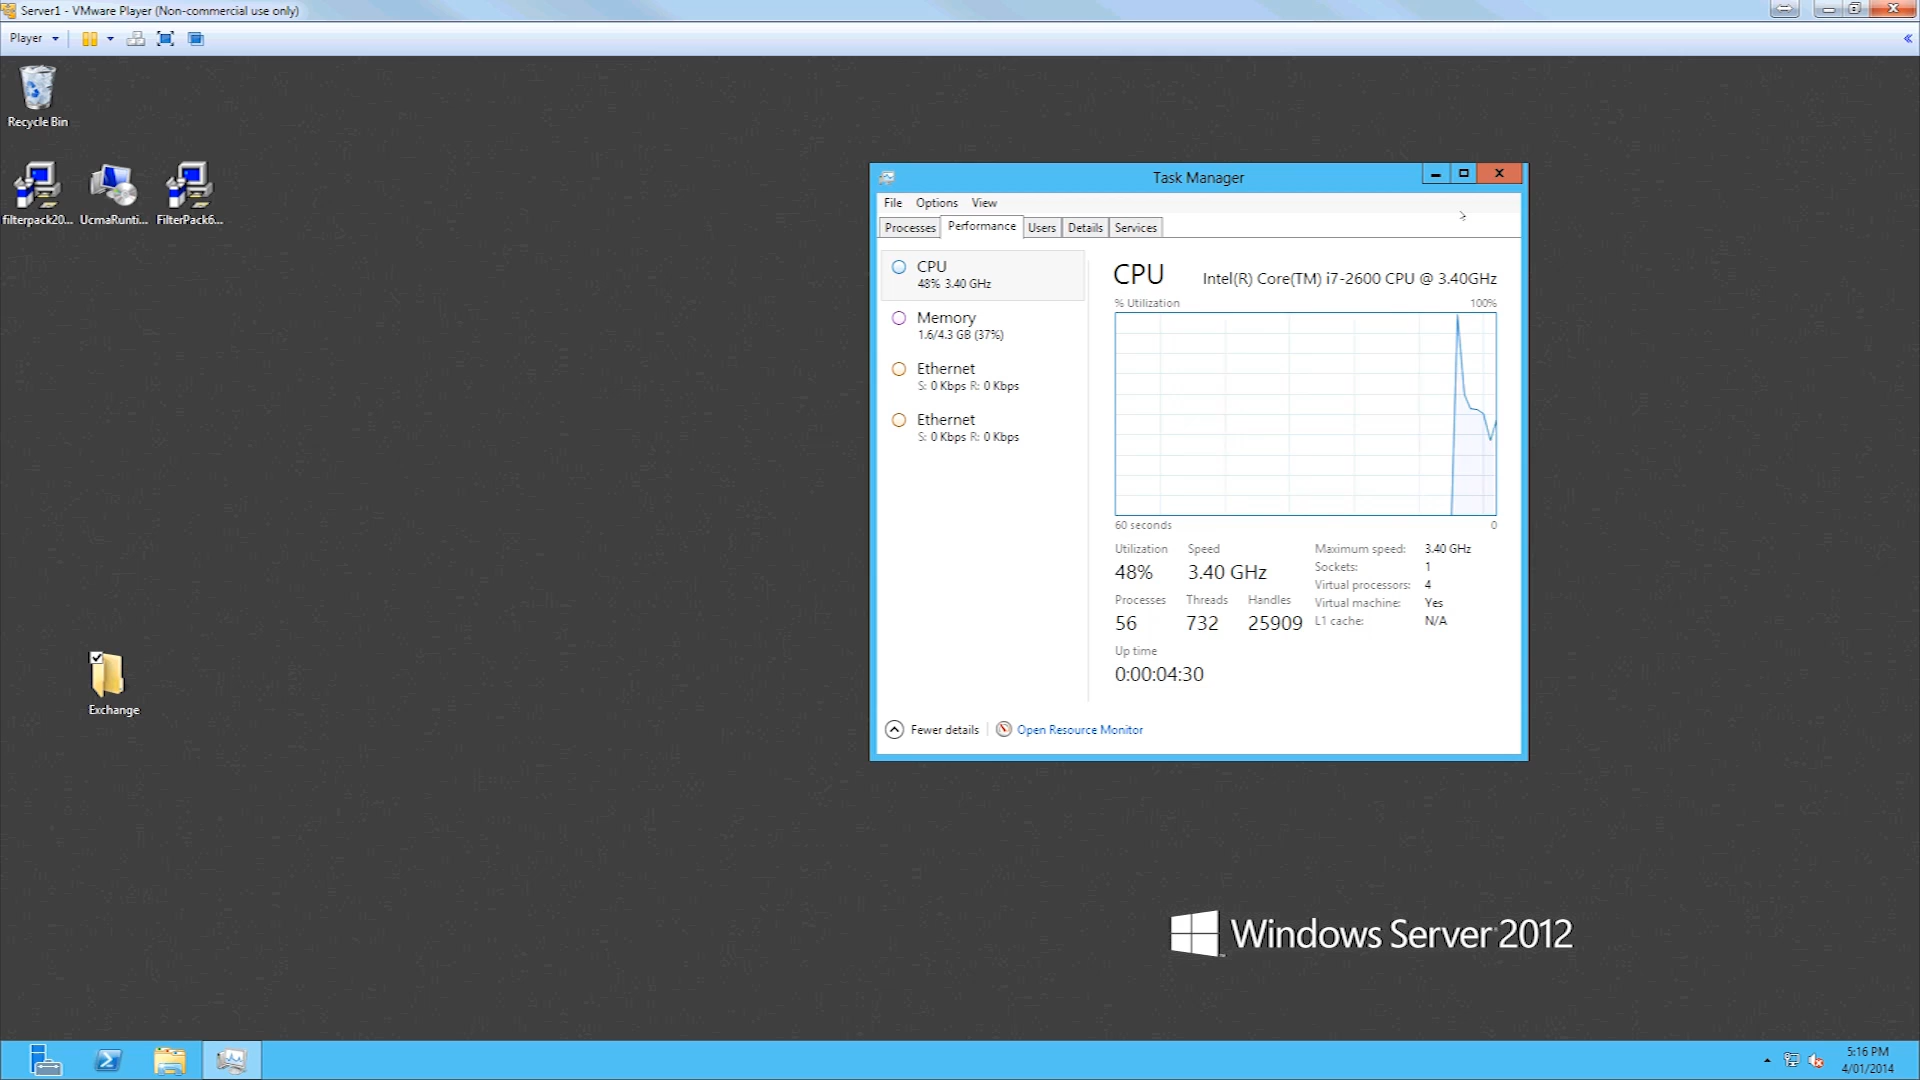 Server1 - VMware Player (Non-commercial use only)
Player
Recycle Bin
filterpack20... UcmaRunti... FilterPack6...
Exchange
Task Manager
File Options View
Processes Performance Users Details Services
CPU
48% 3.40 GHz
Memory
1.6/4.3 GB (37%)
Ethernet
S: 0 Kbps R: 0 Kbps
Ethernet
S: 0 Kbps R: 0 Kbps
CPU Intel(R) Core(TM) i7-2600 CPU @ 3.40GHz
% Utilization 100%
60 seconds 0
Utilization Speed
48% 3.40 GHz
Processes Threads Handles
56 732 25909
Up time
0:00:04:30
Maximum speed: 3.40 GHz
Sockets: 1
Virtual processors: 4
Virtual machine: Yes
L1 cache: N/A
Fewer details Open Resource Monitor
Windows Server 2012
5:16 PM
4/01/2014